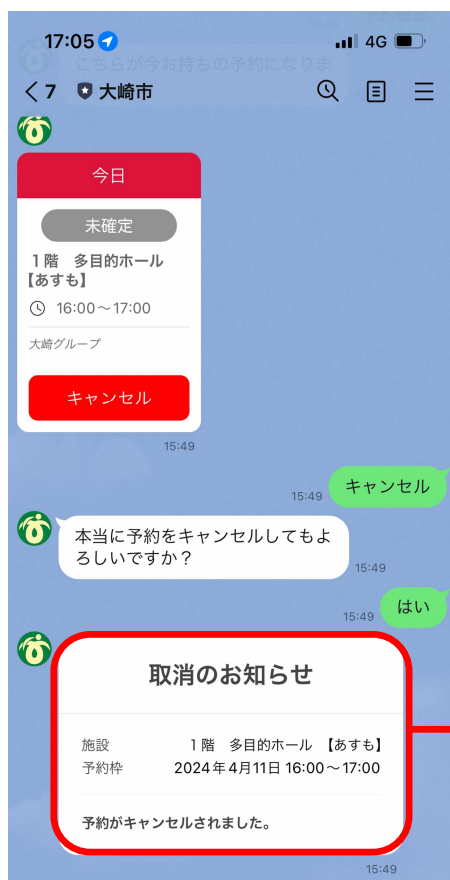 17:05 4G
こちらが今お持ちの予約になりま
7 大崎市
今日
未確定
1階　多目的ホール
【あすも】
16:00～17:00
大崎グループ
キャンセル
15:49
キャンセル
15:49
本当に予約をキャンセルしてもよ
ろしいですか？
15:49
はい
15:49
取消のお知らせ
施設 1階　多目的ホール　【あすも】
予約枠 2024年4月11日 16:00～17:00
予約がキャンセルされました。
15:49